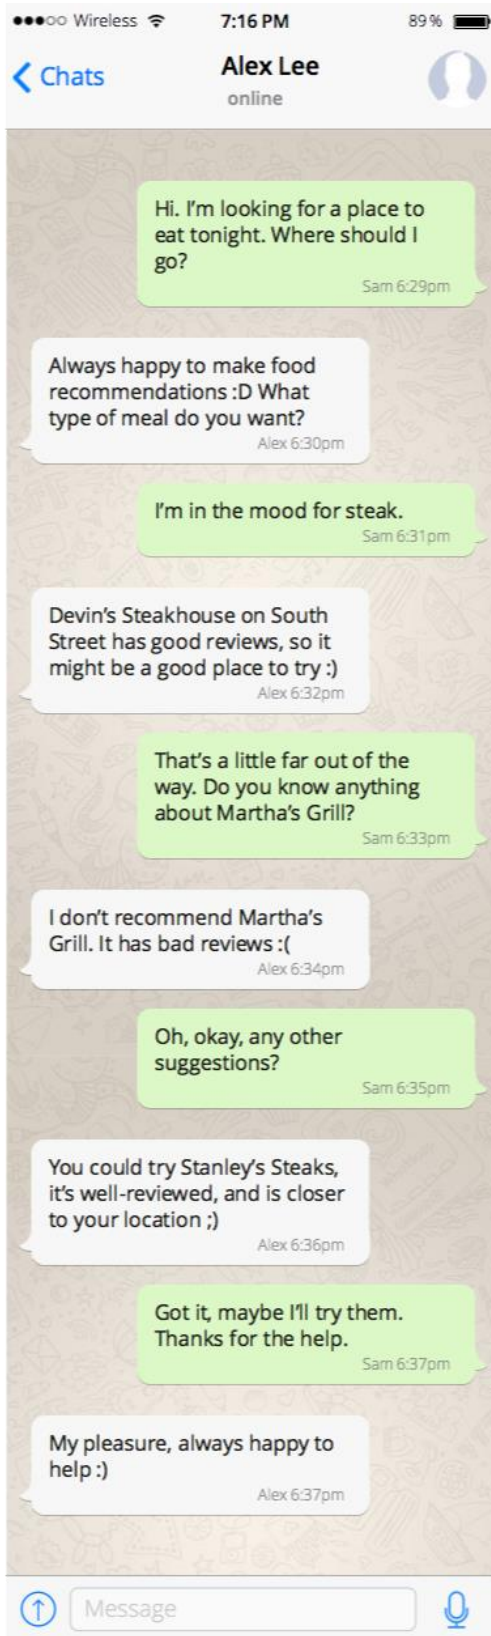 Wireless 7:16 PM 89%
Chats Alex Lee
online
Hi. I'm looking for a place to
eat tonight. Where should I
go?
Sam 6:29pm
Always happy to make food
recommendations :D What
type of meal do you want?
Alex 6:30pm
I'm in the mood for steak.
Sam 6:31pm
Devin's Steakhouse on South
Street has good reviews, so it
might be a good place to try :)
Alex 6:32pm
That's a little far out of the
way. Do you know anything
about Martha's Grill?
Sam 6:33pm
I don't recommend Martha's
Grill. It has bad reviews :(
Alex 6:34pm
Oh, okay, any other
suggestions?
Sam 6:35pm
You could try Stanley's Steaks,
it's well-reviewed, and is closer
to your location ;)
Alex 6:36pm
Got it, maybe I'll try them.
Thanks for the help.
Sam 6:37pm
My pleasure, always happy to
help :)
Alex 6:37pm
Message